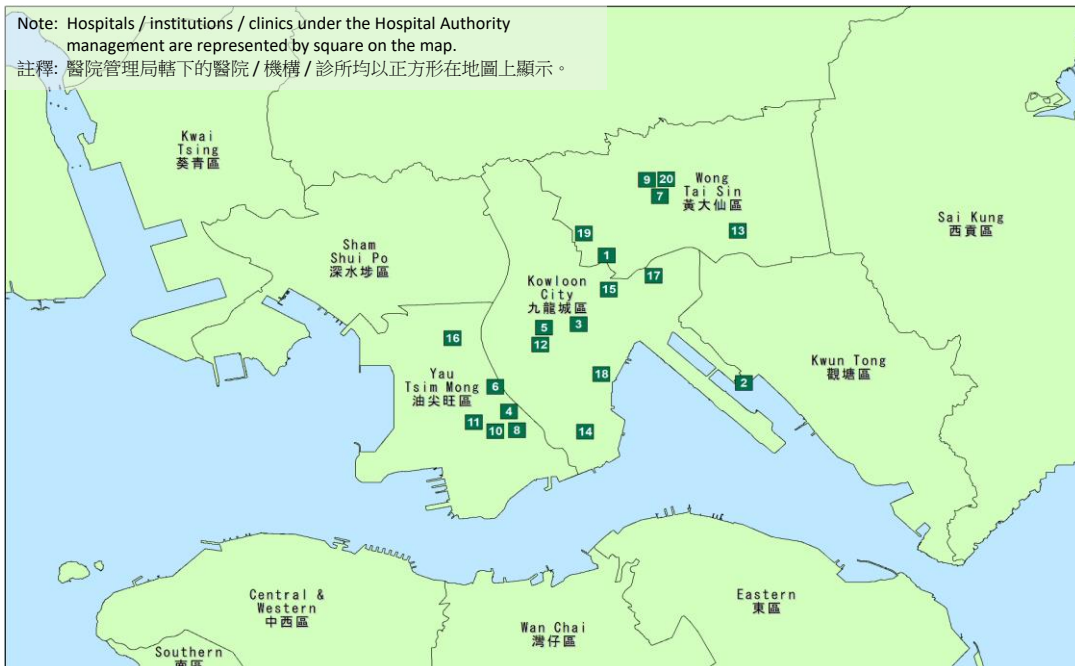 Note: Hospitals / institutions / clinics under the Hospital Authority
management are represented by square on the map.
註釋: 醫院管理局轄下的醫院 / 機構 / 診所均以正方形在地圖上顯示。
Kwai
Tsing
葵青區
Wong
Tai Sin
黃大仙區
9
20
7
13
Sai Kung
西貢區
Sham
Shui Po
深水埗區
19
1
17
Kowloon
City
九龍城區
15
3
5
12
16
Kwun Tong
觀塘區
2
Yau
Tsim Mong
油尖旺區
18
6
4
11
10
8
14
Central &
Western
中西區
Eastern
東區
Wan Chai
灣仔區
Southern
南區